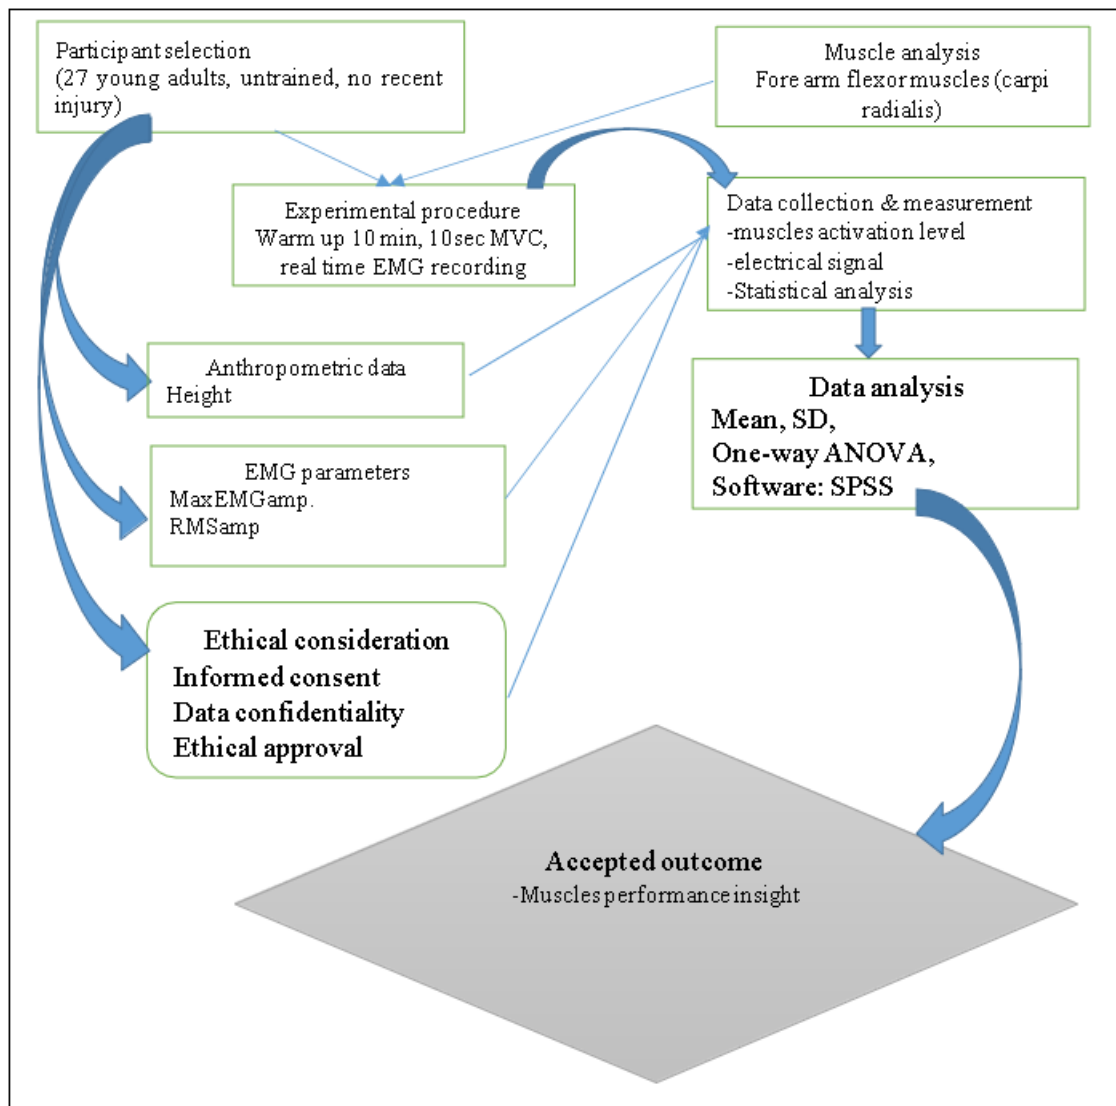 Participant selection
(27 young adults, untrained, no recent
injury)
Muscle analysis
Fore arm flexor muscles (carpi
radialis)
Experimental procedure
Warm up 10 min, 10sec MVC,
real time EMG recording
Data collection & measurement
-muscles activation level
-electrical signal
-Statistical analysis
Anthropometric data
Height
Data analysis
Mean, SD,
One-way ANOVA,
Software: SPSS
EMG parameters
MaxEMGamp.
RMSamp
Ethical consideration
Informed consent
Data confidentiality
Ethical approval
Accepted outcome
-Muscles performance insight